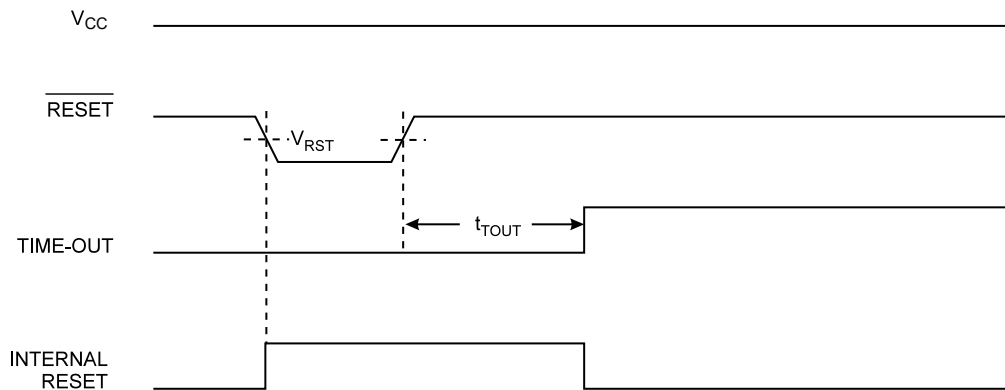 VCC
RESET
VRST
tTOUT
TIME-OUT
INTERNAL
RESET